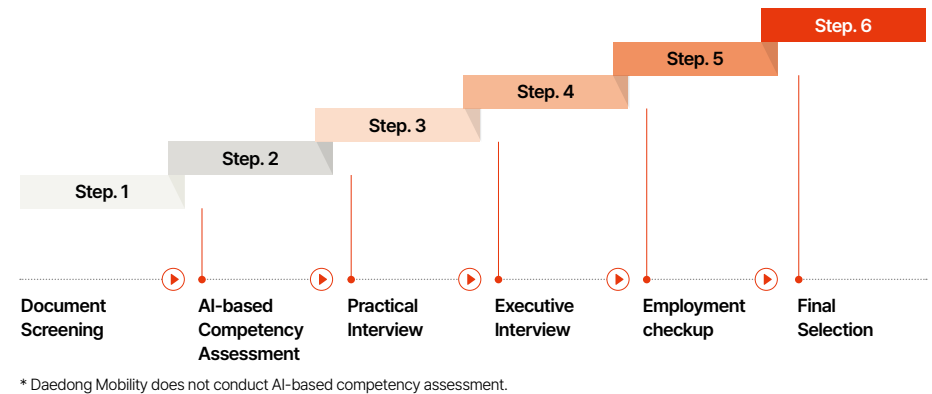 Step. 6
Step. 5
Step. 4
Step. 3
Step. 2
Step. 1
Document
Screening
AI-based
Competency
Assessment
Practical
Interview
Executive
Interview
Employment
checkup
Final
Selection
* Daedong Mobility does not conduct AI-based competency assessment.